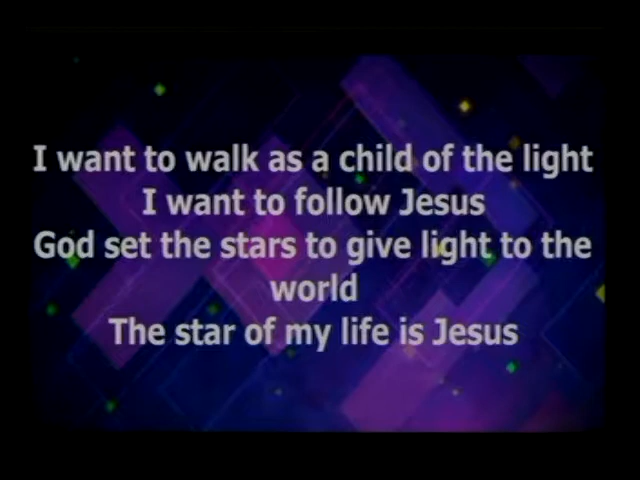 I want to walk as a child of the light
I want to follow Jesus
God set the stars to give light to the
world
The star of my life is Jesus